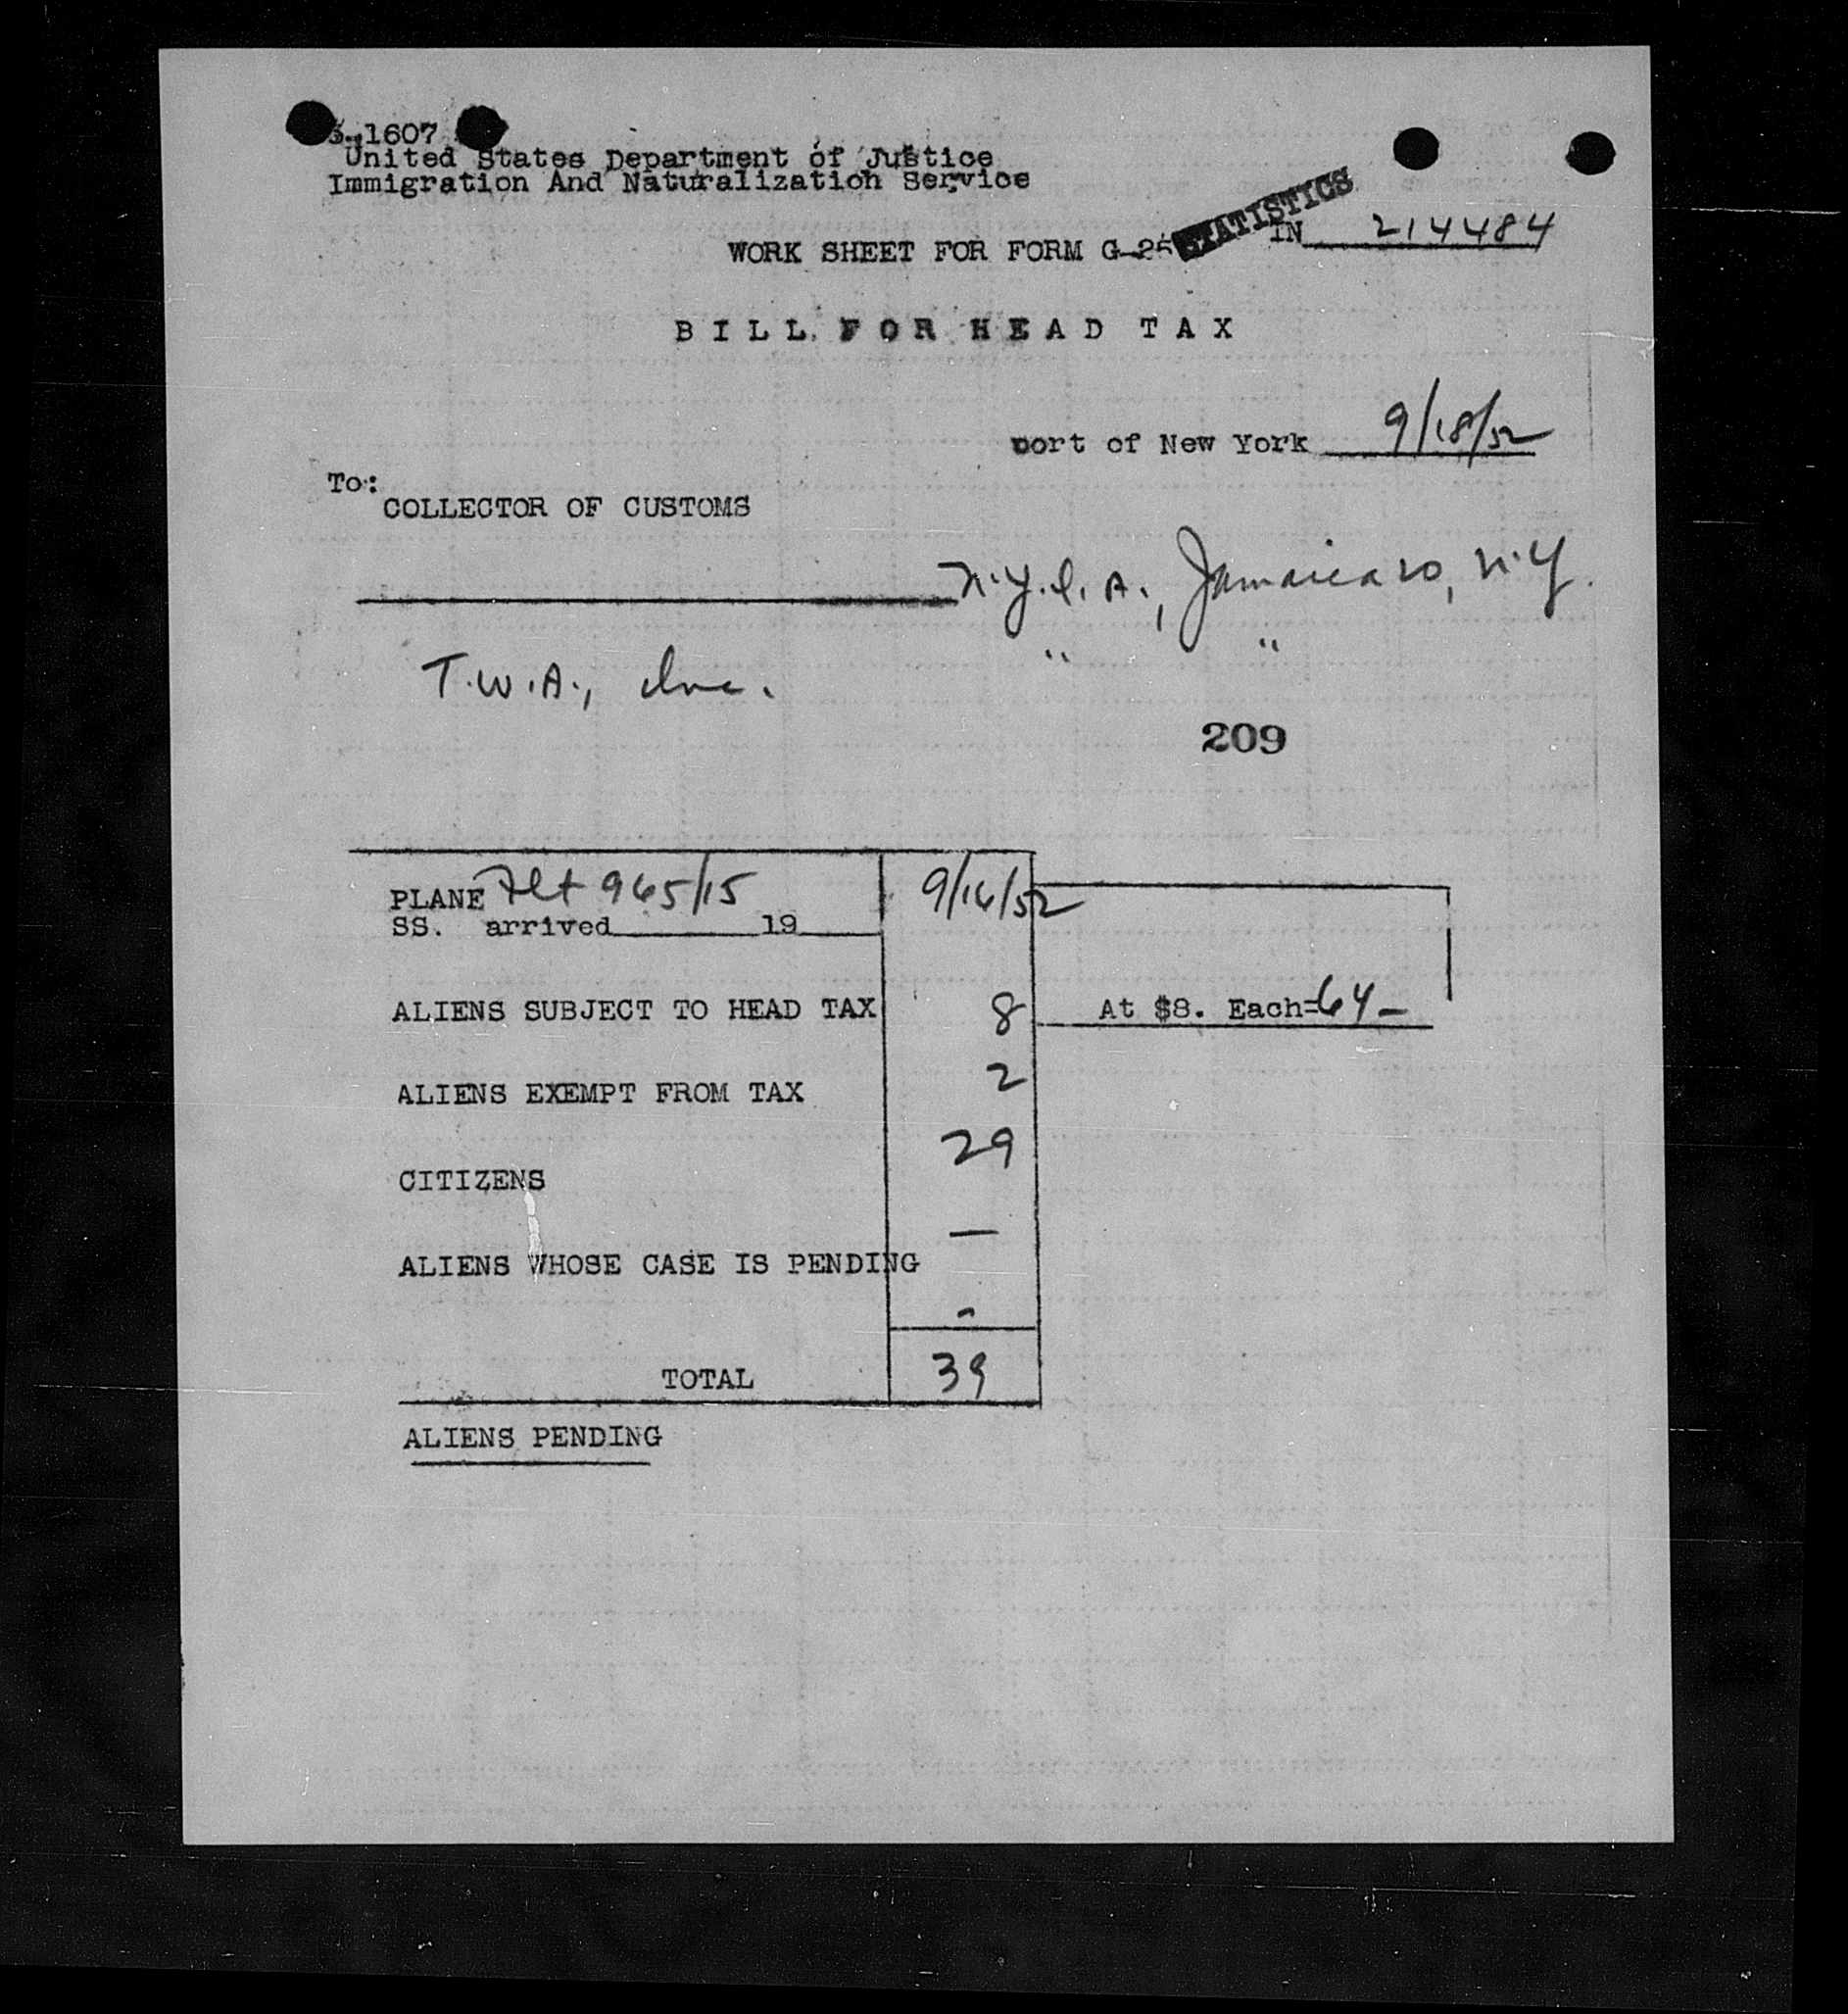 1607
United States Department of Justice
Immigration And Naturalization Service
STATISTICS
WORK SHEET FOR FORM G-25 IN 214484
BILL FOR HEAD TAX
port of New York 9/18/52
To:
COLLECTOR OF CUSTOMS
N.Y.I.A., Jamaica 20, N.Y.
" "
T.W.A., Inc.
209
PLANE Flt 965/15 9/16/52
SS. arrived 19
ALIENS SUBJECT TO HEAD TAX 8 At $8. Each=64-
ALIENS EXEMPT FROM TAX 2
CITIZENS 29
ALIENS WHOSE CASE IS PENDING —
-
TOTAL 39
ALIENS PENDING